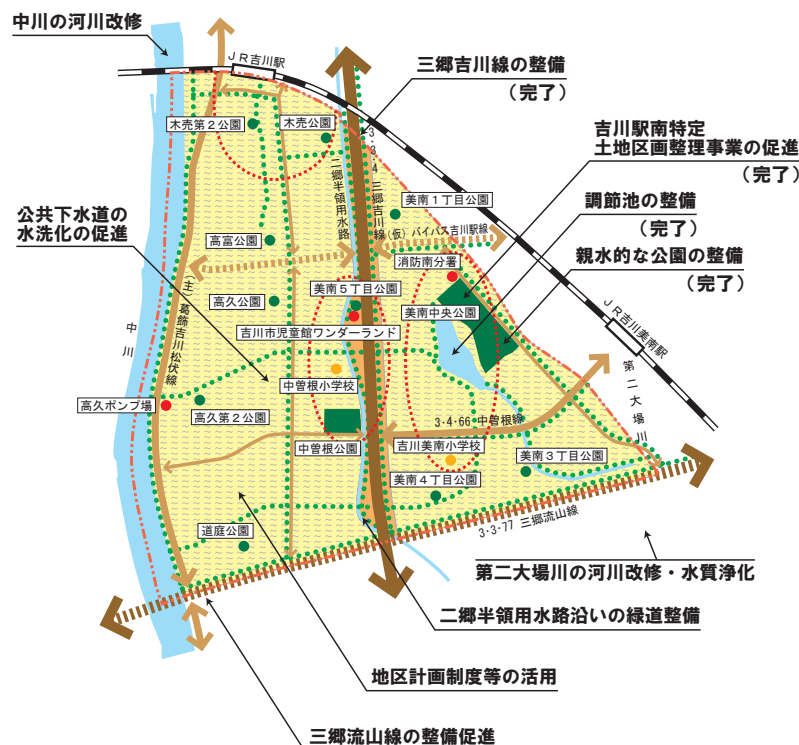 中川の河川改修
JR吉川駅
三郷吉川線の整備
(完了)
吉川駅南特定
土地区画整理事業の促進
(完了)
木売第2公園
木売公園
3・3・4 三郷吉川線
二郷半領用水路
美南1丁目公園
調節池の整備
(完了)
公共下水道の
水洗化の促進
(仮)バイパス吉川駅線
高富公園
消防南分署
親水的な公園の整備
(完了)
美南5丁目公園
高久公園
美南中央公園
(主)葛飾吉川松伏線
中川
吉川市児童館ワンダーランド
JR吉川美南駅
第二大場川
中曽根小学校
高久ポンプ場
高久第2公園
3・4・66 中曽根線
中曽根公園
吉川美南小学校
美南3丁目公園
美南4丁目公園
道庭公園
3・3・77 三郷流山線
第二大場川の河川改修・水質浄化
二郷半領用水路沿いの緑道整備
地区計画制度等の活用
三郷流山線の整備促進